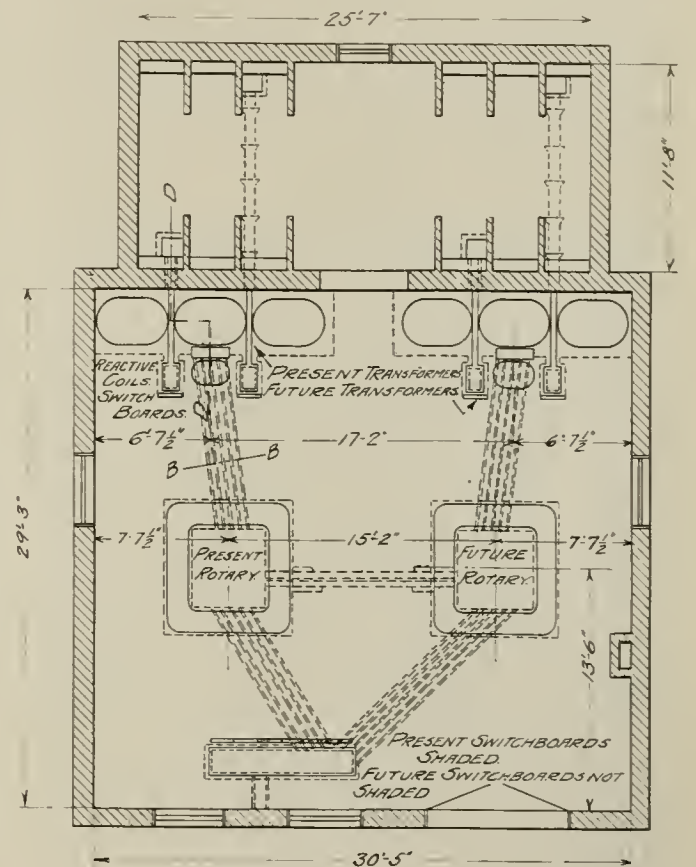 25'-7"
11'-8"
D
REACTIVE
COILS.
SWITCH
BOARDS.
D
PRESENT TRANSFORMERS
FUTURE TRANSFORMERS
6'-7½"
17'-2"
6'-7½"
B
B
29'-3"
7'-7½"
15'-2"
7'-7½"
PRESENT
ROTARY.
FUTURE
ROTARY.
13'-6"
PRESENT SWITCHBOARDS
SHADED.
FUTURE SWITCHBOARDS NOT
SHADED
30'-5"